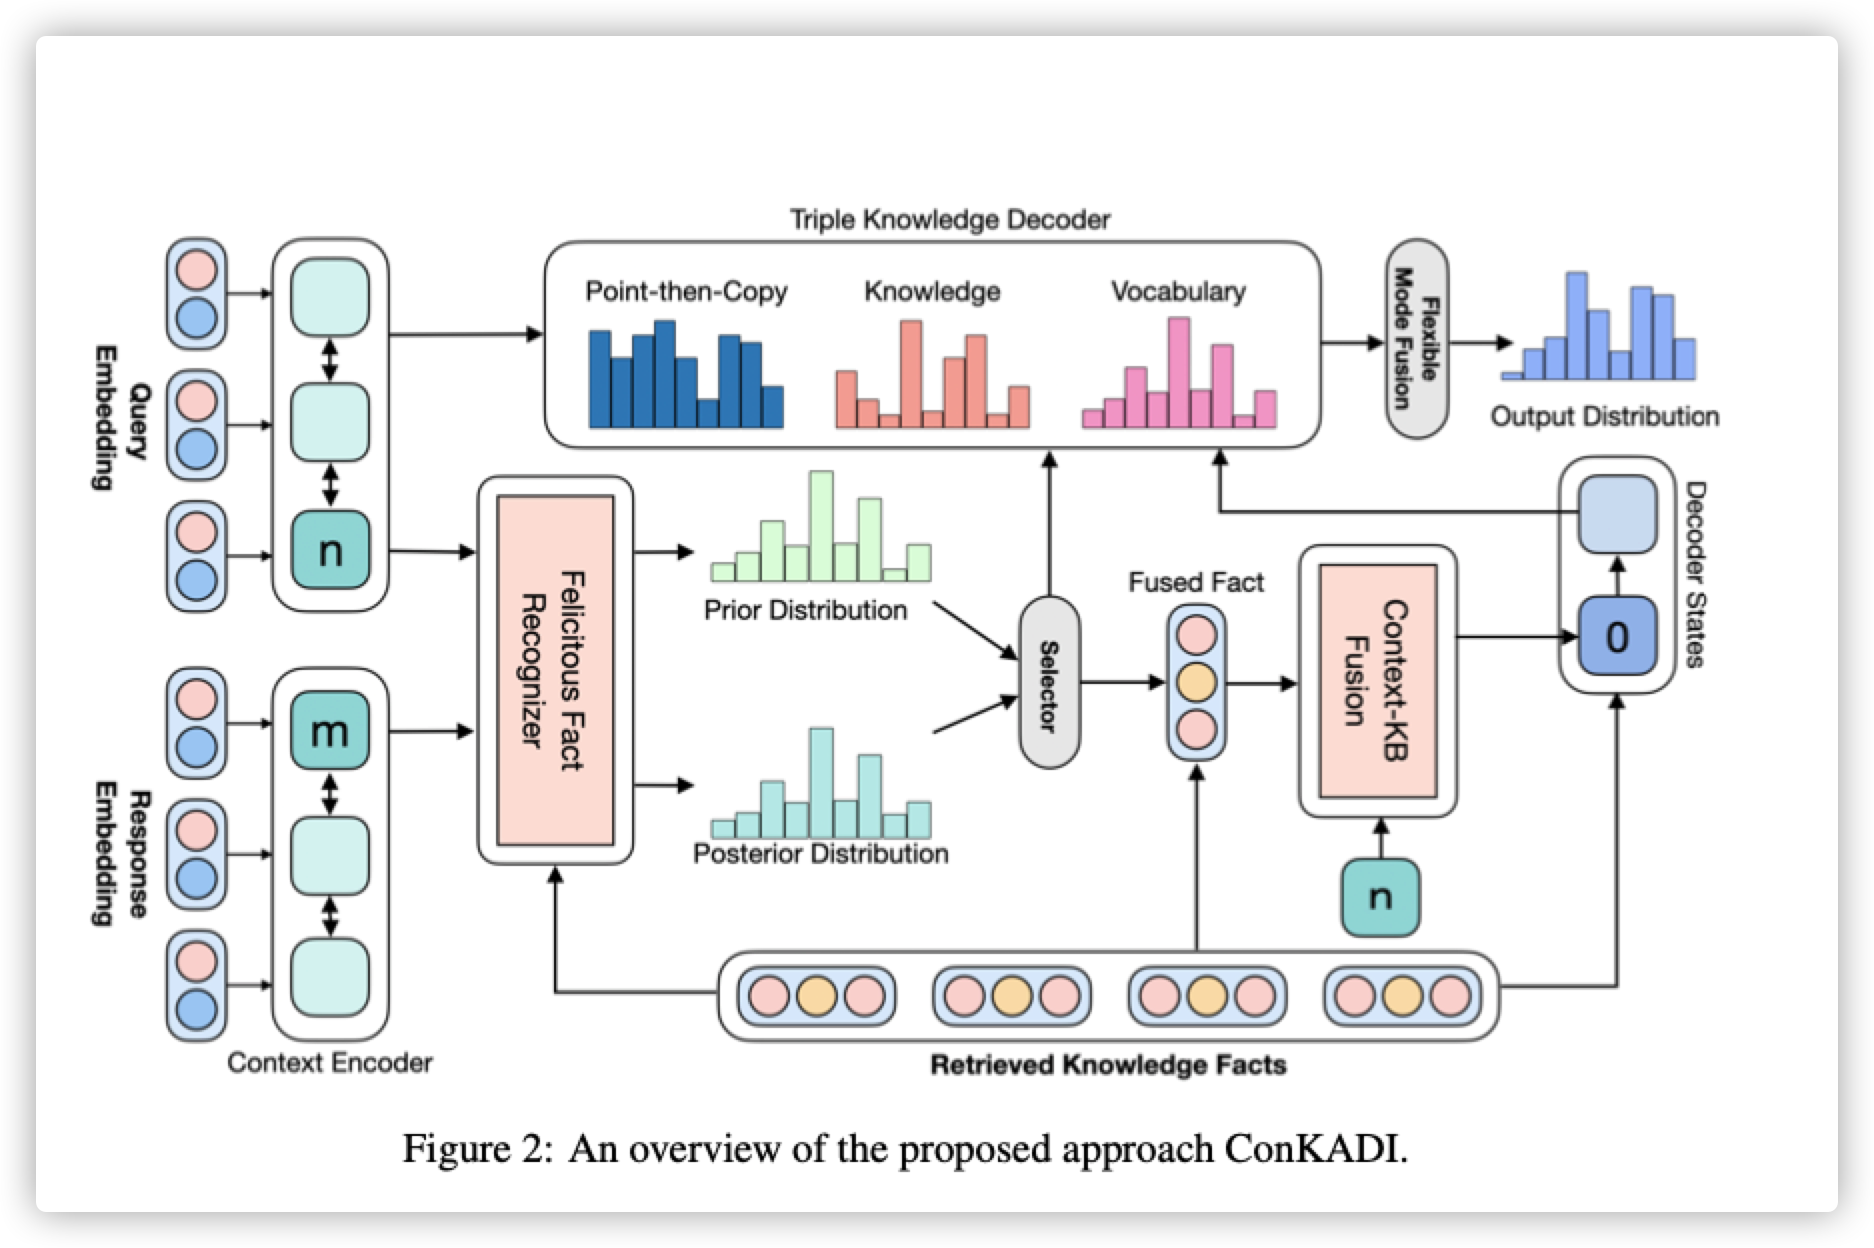 Triple Knowledge Decoder
Point-then-Copy
Knowledge
Vocabulary
Flexible
Mode Fusion
Output Distribution
Query
Embedding
n
Felicitous Fact
Recognizer
Prior Distribution
Selector
Fused Fact
Context-KB
Fusion
Decoder States
0
Response
Embedding
m
Posterior Distribution
n
Context Encoder
Retrieved Knowledge Facts
Figure 2: An overview of the proposed approach ConKADI.